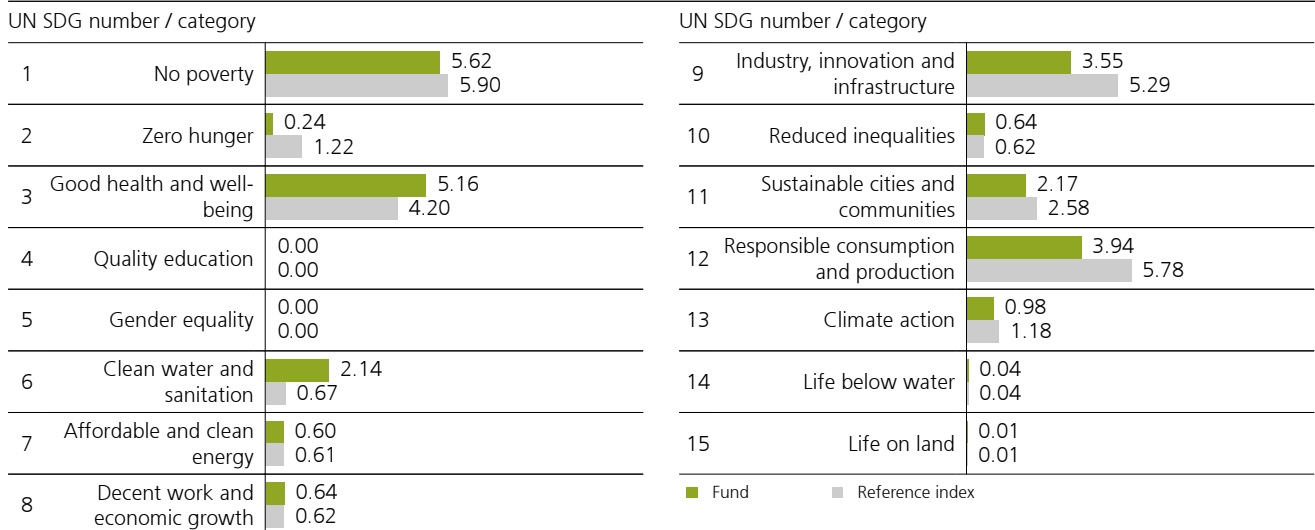 UN SDG number / category
1 No poverty 5.62
5.90
2 Zero hunger 0.24
1.22
3 Good health and well-
being 5.16
4.20
4 Quality education 0.00
0.00
5 Gender equality 0.00
0.00
6 Clean water and
sanitation 2.14
0.67
7 Affordable and clean
energy 0.60
0.61
8 Decent work and
economic growth 0.64
0.62
UN SDG number / category
9 Industry, innovation and
infrastructure 3.55
5.29
10 Reduced inequalities 0.64
0.62
11 Sustainable cities and
communities 2.17
2.58
12 Responsible consumption
and production 3.94
5.78
13 Climate action 0.98
1.18
14 Life below water 0.04
0.04
15 Life on land 0.01
0.01
Fund Reference index